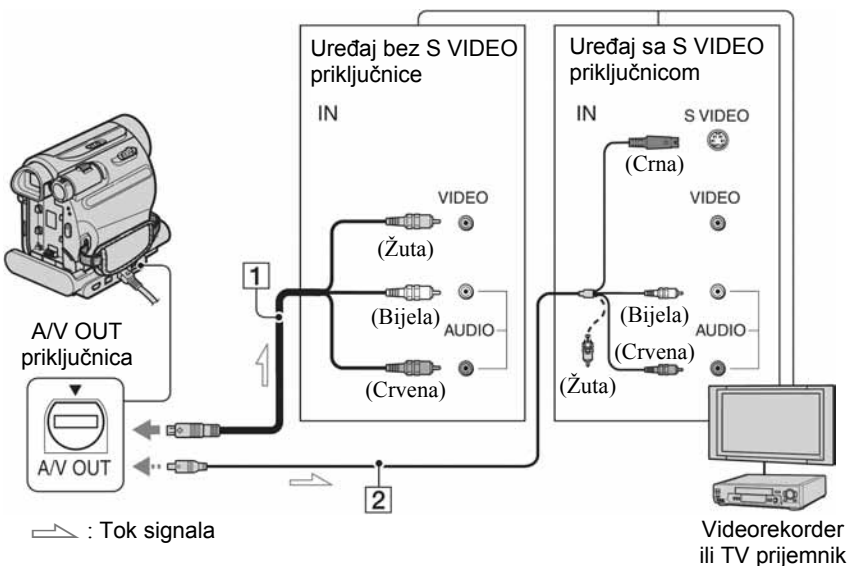 Uređaj bez S VIDEO
priključnice
IN
VIDEO
(Žuta)
(Bijela)
AUDIO
(Crvena)
Uređaj sa S VIDEO
priključnicom
IN
S VIDEO
(Crna)
VIDEO
(Bijela)
AUDIO
(Crvena)
(Žuta)
1
A/V OUT
priključnica
A/V OUT
2
: Tok signala
Videorekorder
ili TV prijemnik